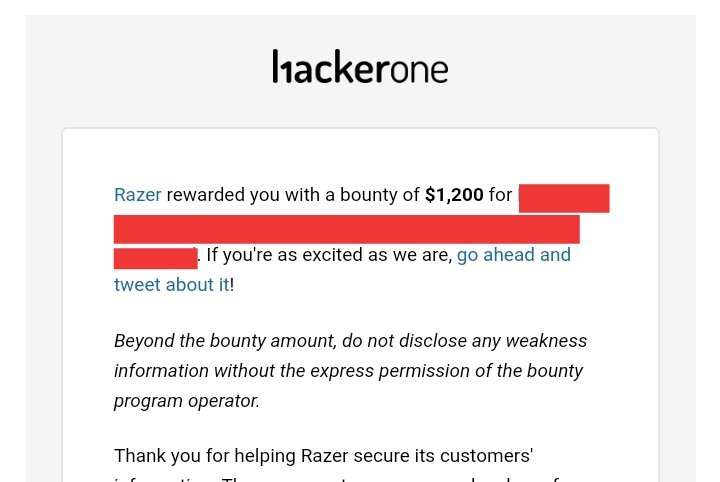 hackerone
Razer rewarded you with a bounty of $1,200 for
. If you're as excited as we are, go ahead and
tweet about it!
Beyond the bounty amount, do not disclose any weakness
information without the express permission of the bounty
program operator.
Thank you for helping Razer secure its customers'